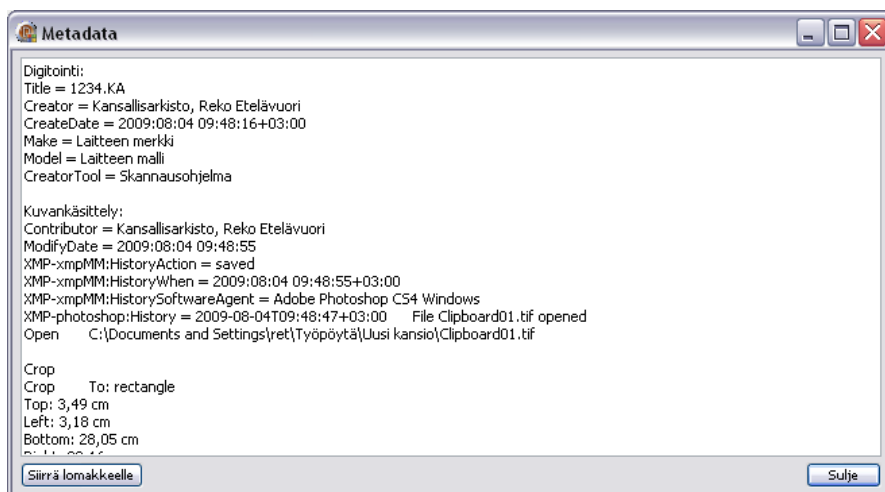 Metadata
Digitointi:
Title = 1234.KA
Creator = Kansallisarkisto, Reko Etelävuori
CreateDate = 2009:08:04 09:48:16+03:00
Make = Laitteen merkki
Model = Laitteen malli
CreatorTool = Skannausohjelma
Kuvankäsittely:
Contributor = Kansallisarkisto, Reko Etelävuori
ModifyDate = 2009:08:04 09:48:55
XMP-xmpMM:HistoryAction = saved
XMP-xmpMM:HistoryWhen = 2009:08:04 09:48:55+03:00
XMP-xmpMM:HistorySoftwareAgent = Adobe Photoshop CS4 Windows
XMP-photoshop:History = 2009-08-04T09:48:47+03:00 File Clipboard01.tif opened
Open C:\Documents and Settings\ret\Työpöytä\Uusi kansio\Clipboard01.tif
Crop
Crop To: rectangle
Top: 3,49 cm
Left: 3,18 cm
Bottom: 28,05 cm
Siirrä lomakkeelle
Sulje